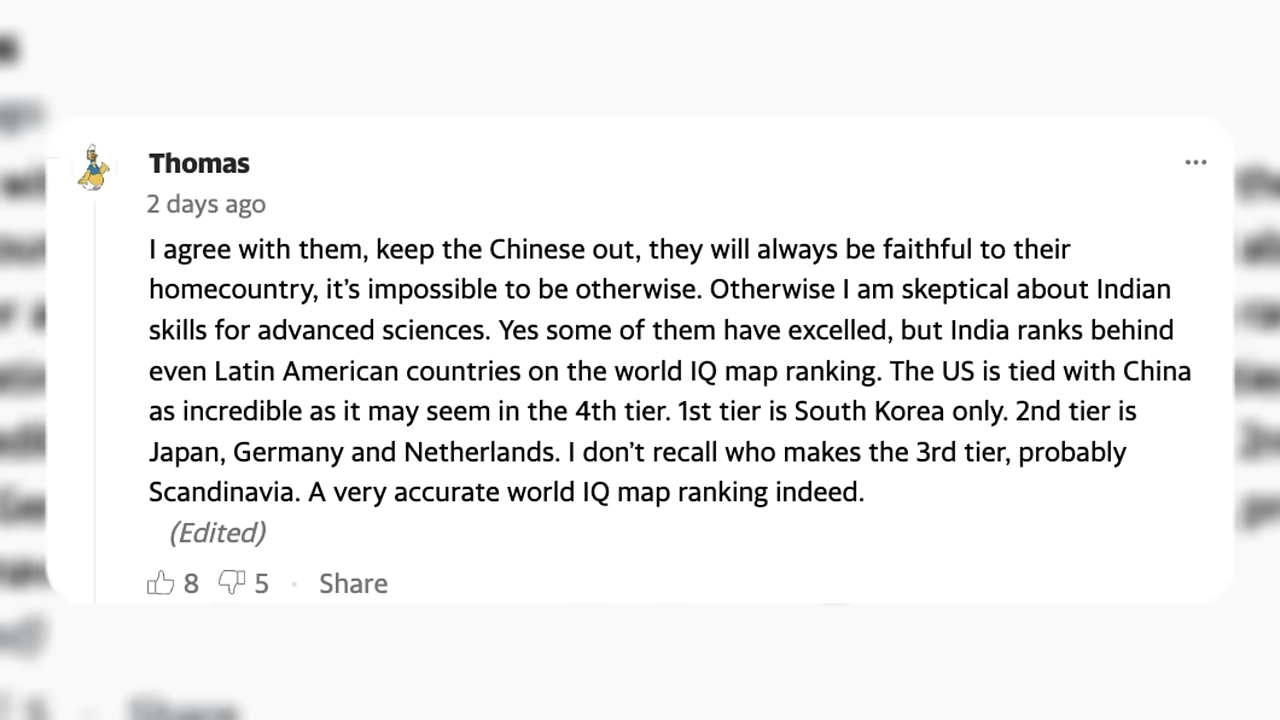 Thomas
2 days ago
I agree with them, keep the Chinese out, they will always be faithful to their
homecountry, it's impossible to be otherwise. Otherwise I am skeptical about Indian
skills for advanced sciences. Yes some of them have excelled, but India ranks behind
even Latin American countries on the world IQ map ranking. The US is tied with China
as incredible as it may seem in the 4th tier. 1st tier is South Korea only. 2nd tier is
Japan, Germany and Netherlands. I don't recall who makes the 3rd tier, probably
Scandinavia. A very accurate world IQ map ranking indeed.
(Edited)
8 5 · Share